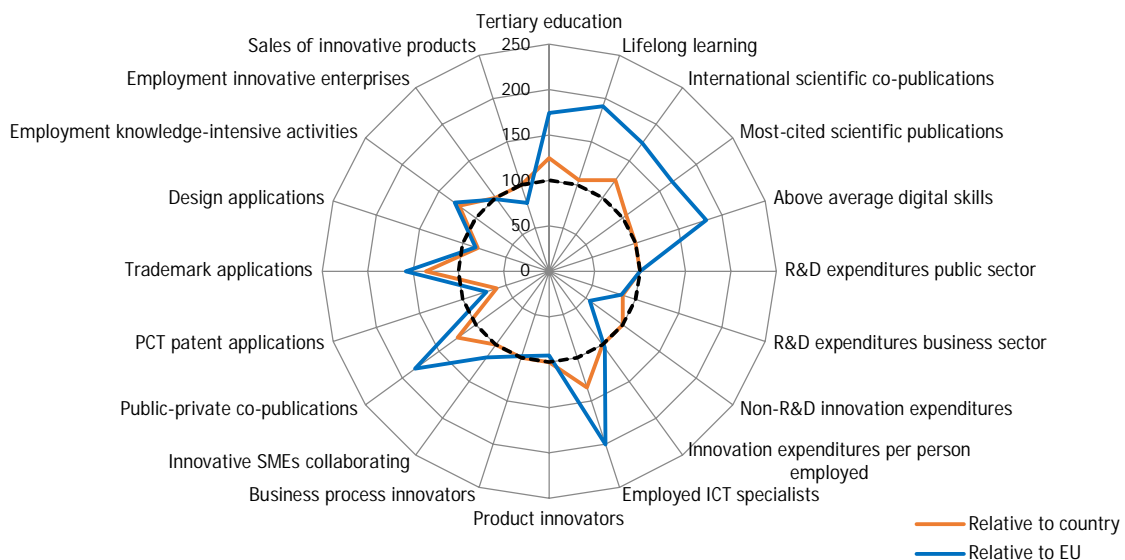 Tertiary education
250
Sales of innovative products
Lifelong learning
Employment innovative enterprises
200
International scientific co-publications
Employment knowledge-intensive activities
150
Most-cited scientific publications
Design applications
100
Above average digital skills
50
Trademark applications
0
R&D expenditures public sector
PCT patent applications
R&D expenditures business sector
Public-private co-publications
Non-R&D innovation expenditures
Innovative SMEs collaborating
Innovation expenditures per person
employed
Business process innovators
Employed ICT specialists
Product innovators
Relative to country
Relative to EU